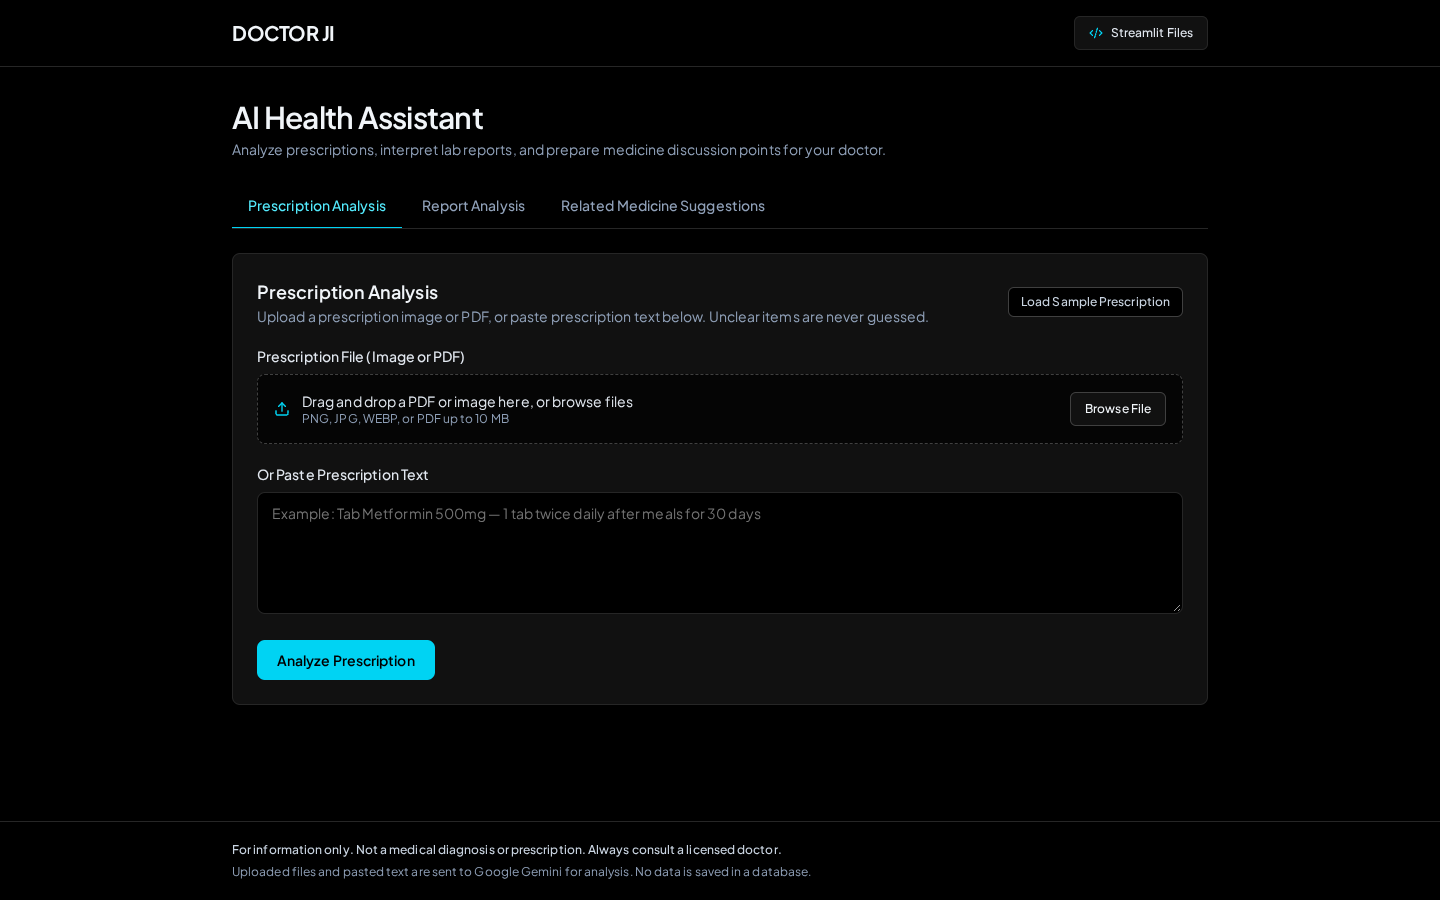 DOCTOR JI
Streamlit Files
AI Health Assistant
Analyze prescriptions, interpret lab reports, and prepare medicine discussion points for your doctor.
Prescription Analysis
Report Analysis
Related Medicine Suggestions
Prescription Analysis
Upload a prescription image or PDF, or paste prescription text below. Unclear items are never guessed.
Load Sample Prescription
Prescription File (Image or PDF)
Drag and drop a PDF or image here, or browse files
PNG, JPG, WEBP, or PDF up to 10 MB
Browse File
Or Paste Prescription Text
Example: Tab Metformin 500mg — 1 tab twice daily after meals for 30 days
Analyze Prescription
For information only. Not a medical diagnosis or prescription. Always consult a licensed doctor.
Uploaded files and pasted text are sent to Google Gemini for analysis. No data is saved in a database.